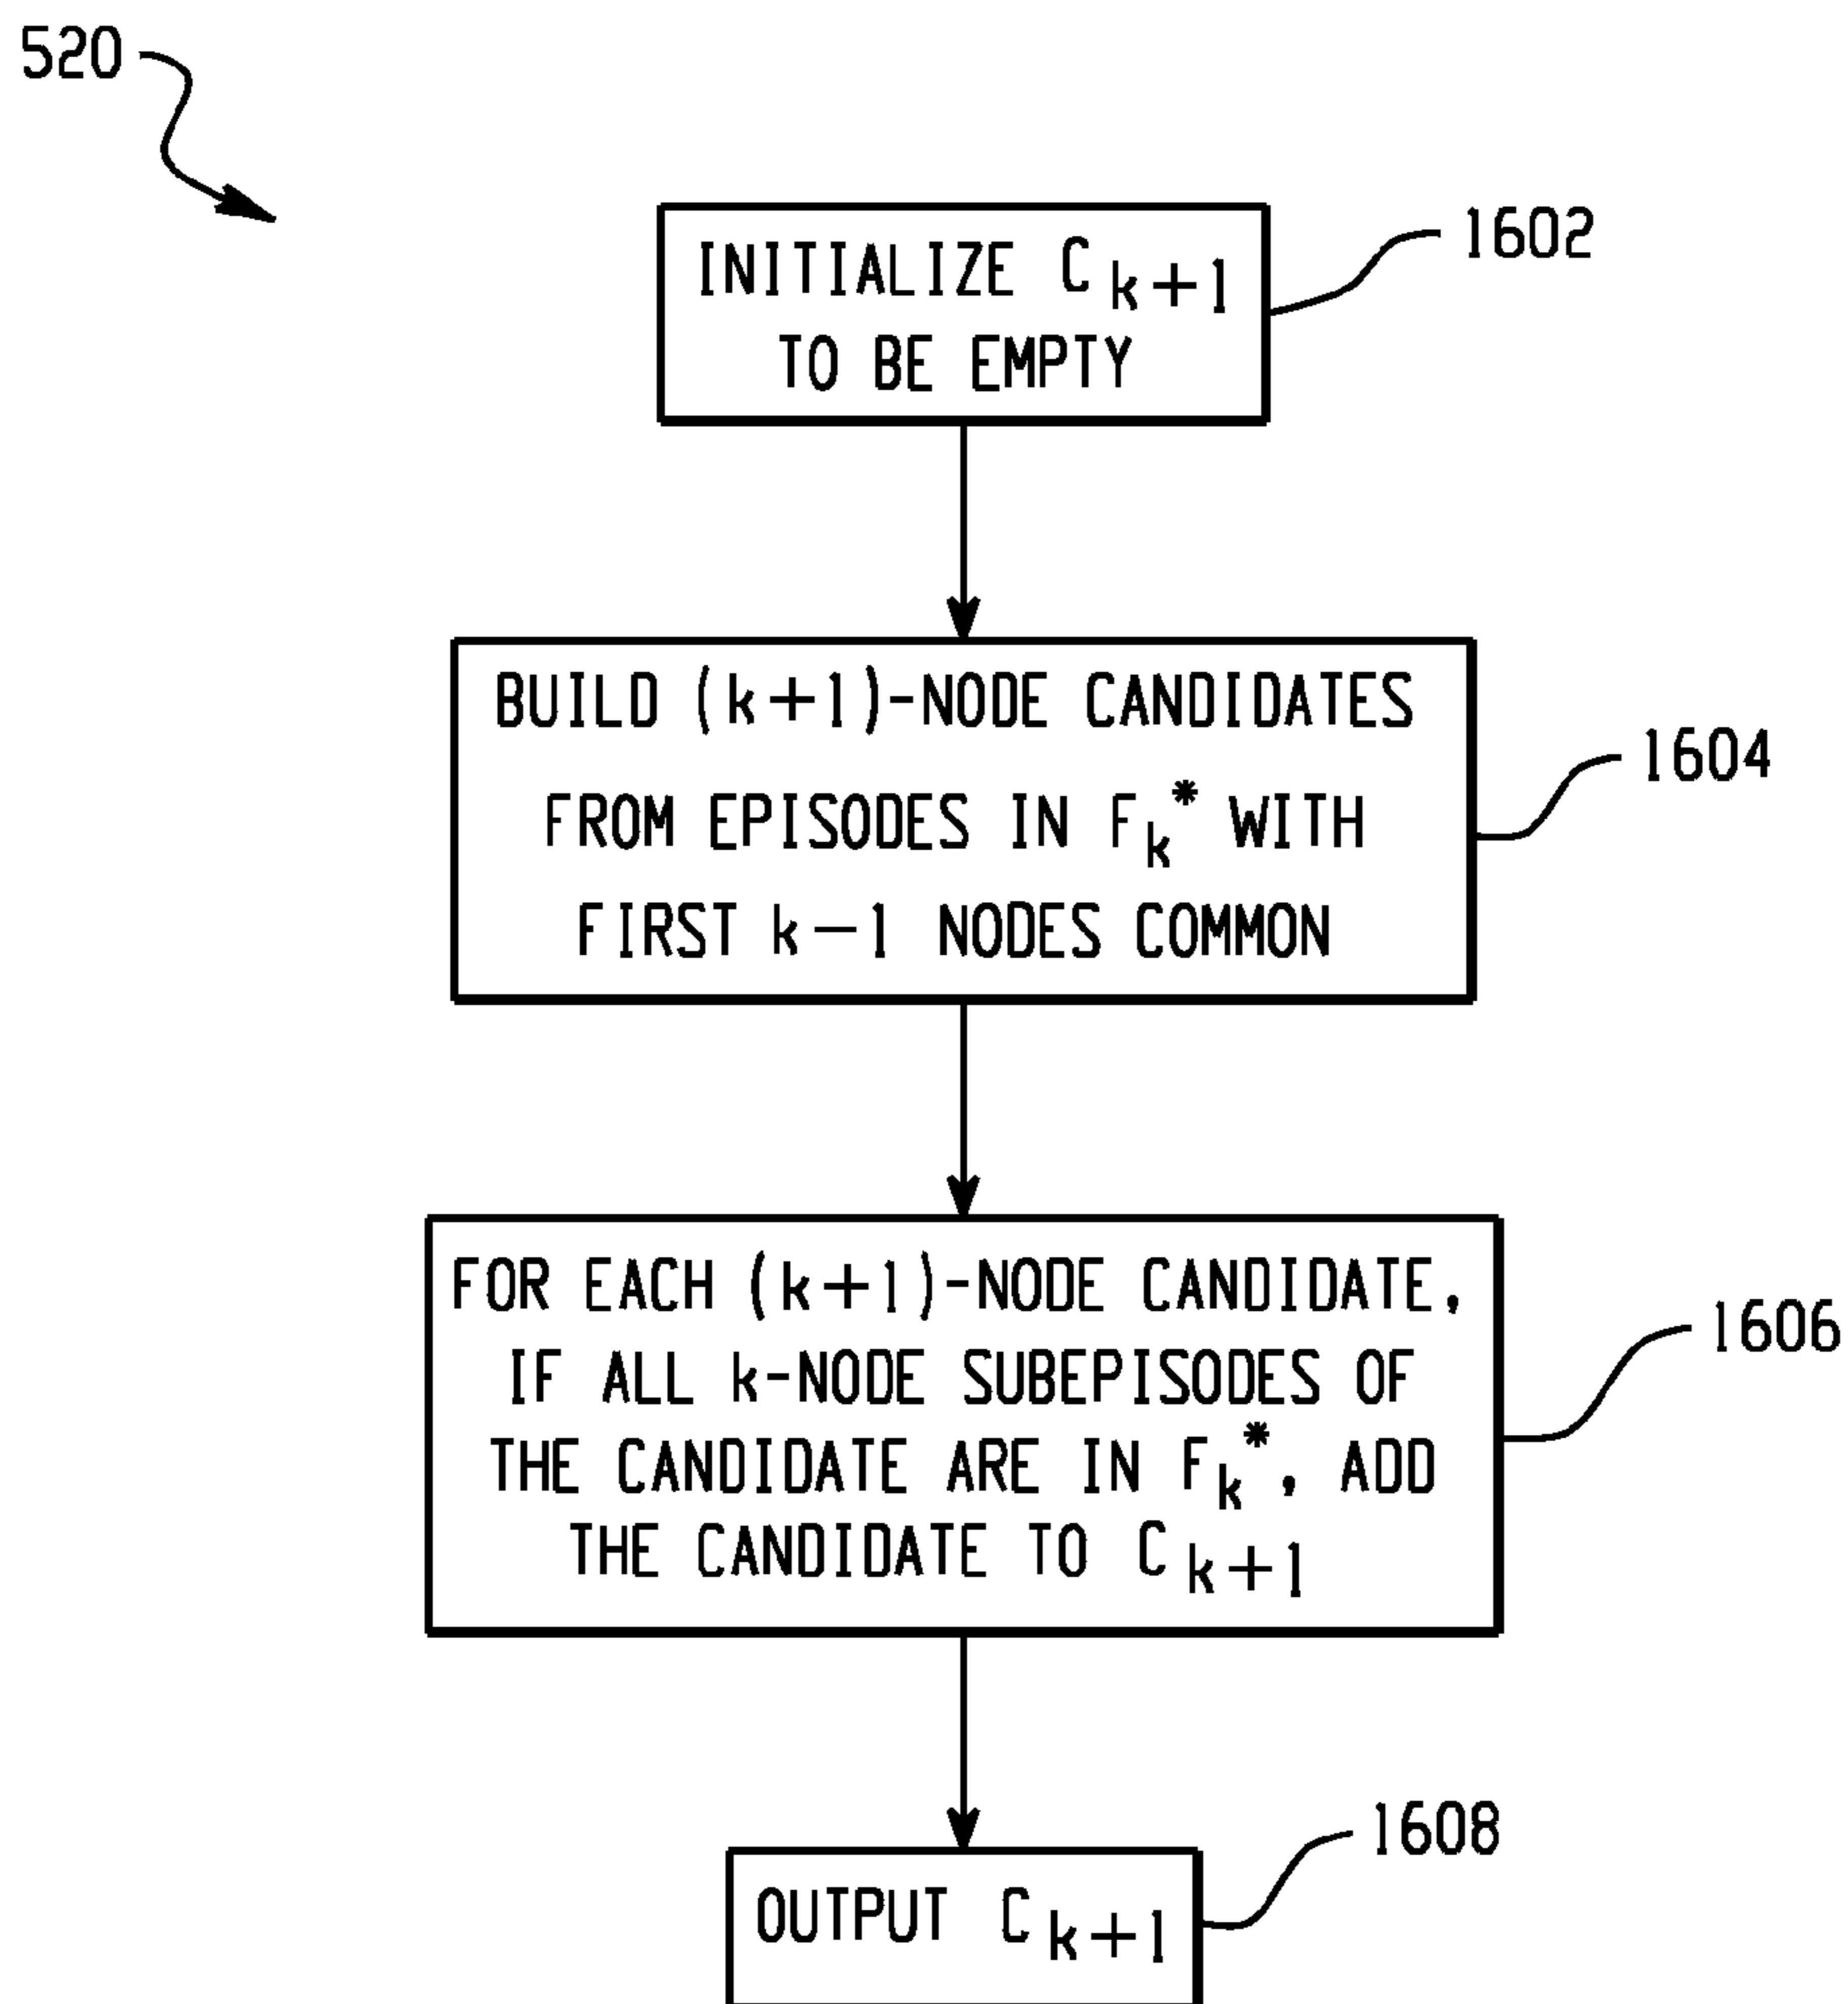 520
INITIALIZE C k+1
TO BE EMPTY
1602
BUILD (k+1)-NODE CANDIDATES
FROM EPISODES IN F k * WITH
FIRST k-1 NODES COMMON
1604
FOR EACH (k+1)-NODE CANDIDATE,
IF ALL k-NODE SUBEPISODES OF
THE CANDIDATE ARE IN F k *, ADD
THE CANDIDATE TO C k+1
1606
OUTPUT C k+1
1608